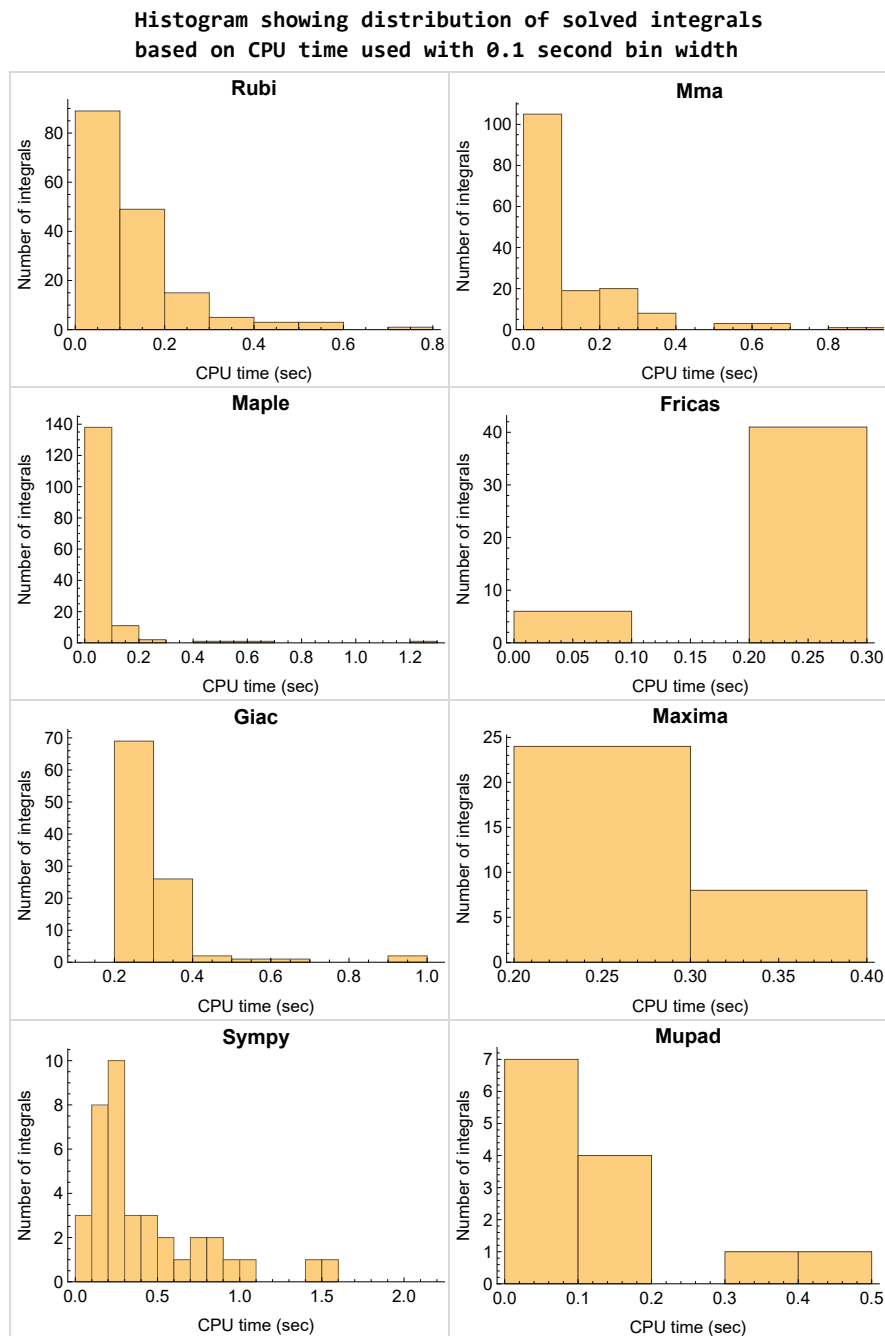 Histogram showing distribution of solved integrals
based on CPU time used with 0.1 second bin width
Rubi
Number of integrals
80
60
40
20
0
0.0 0.2 0.4 0.6 0.8
CPU time (sec)
Mma
Number of integrals
100
80
60
40
20
0
0.0 0.2 0.4 0.6 0.8
CPU time (sec)
Maple
Number of integrals
140
120
100
80
60
40
20
0
0.0 0.2 0.4 0.6 0.8 1.0 1.2
CPU time (sec)
Fricas
Number of integrals
40
30
20
10
0
0.00 0.05 0.10 0.15 0.20 0.25 0.30
CPU time (sec)
Giac
Number of integrals
70
60
50
40
30
20
10
0
0.2 0.4 0.6 0.8 1.0
CPU time (sec)
Maxima
Number of integrals
25
20
15
10
5
0
0.20 0.25 0.30 0.35 0.40
CPU time (sec)
Sympy
Number of integrals
10
8
6
4
2
0
0.0 0.5 1.0 1.5 2.0
CPU time (sec)
Mupad
Number of integrals
7
6
5
4
3
2
1
0
0.0 0.1 0.2 0.3 0.4 0.5
CPU time (sec)